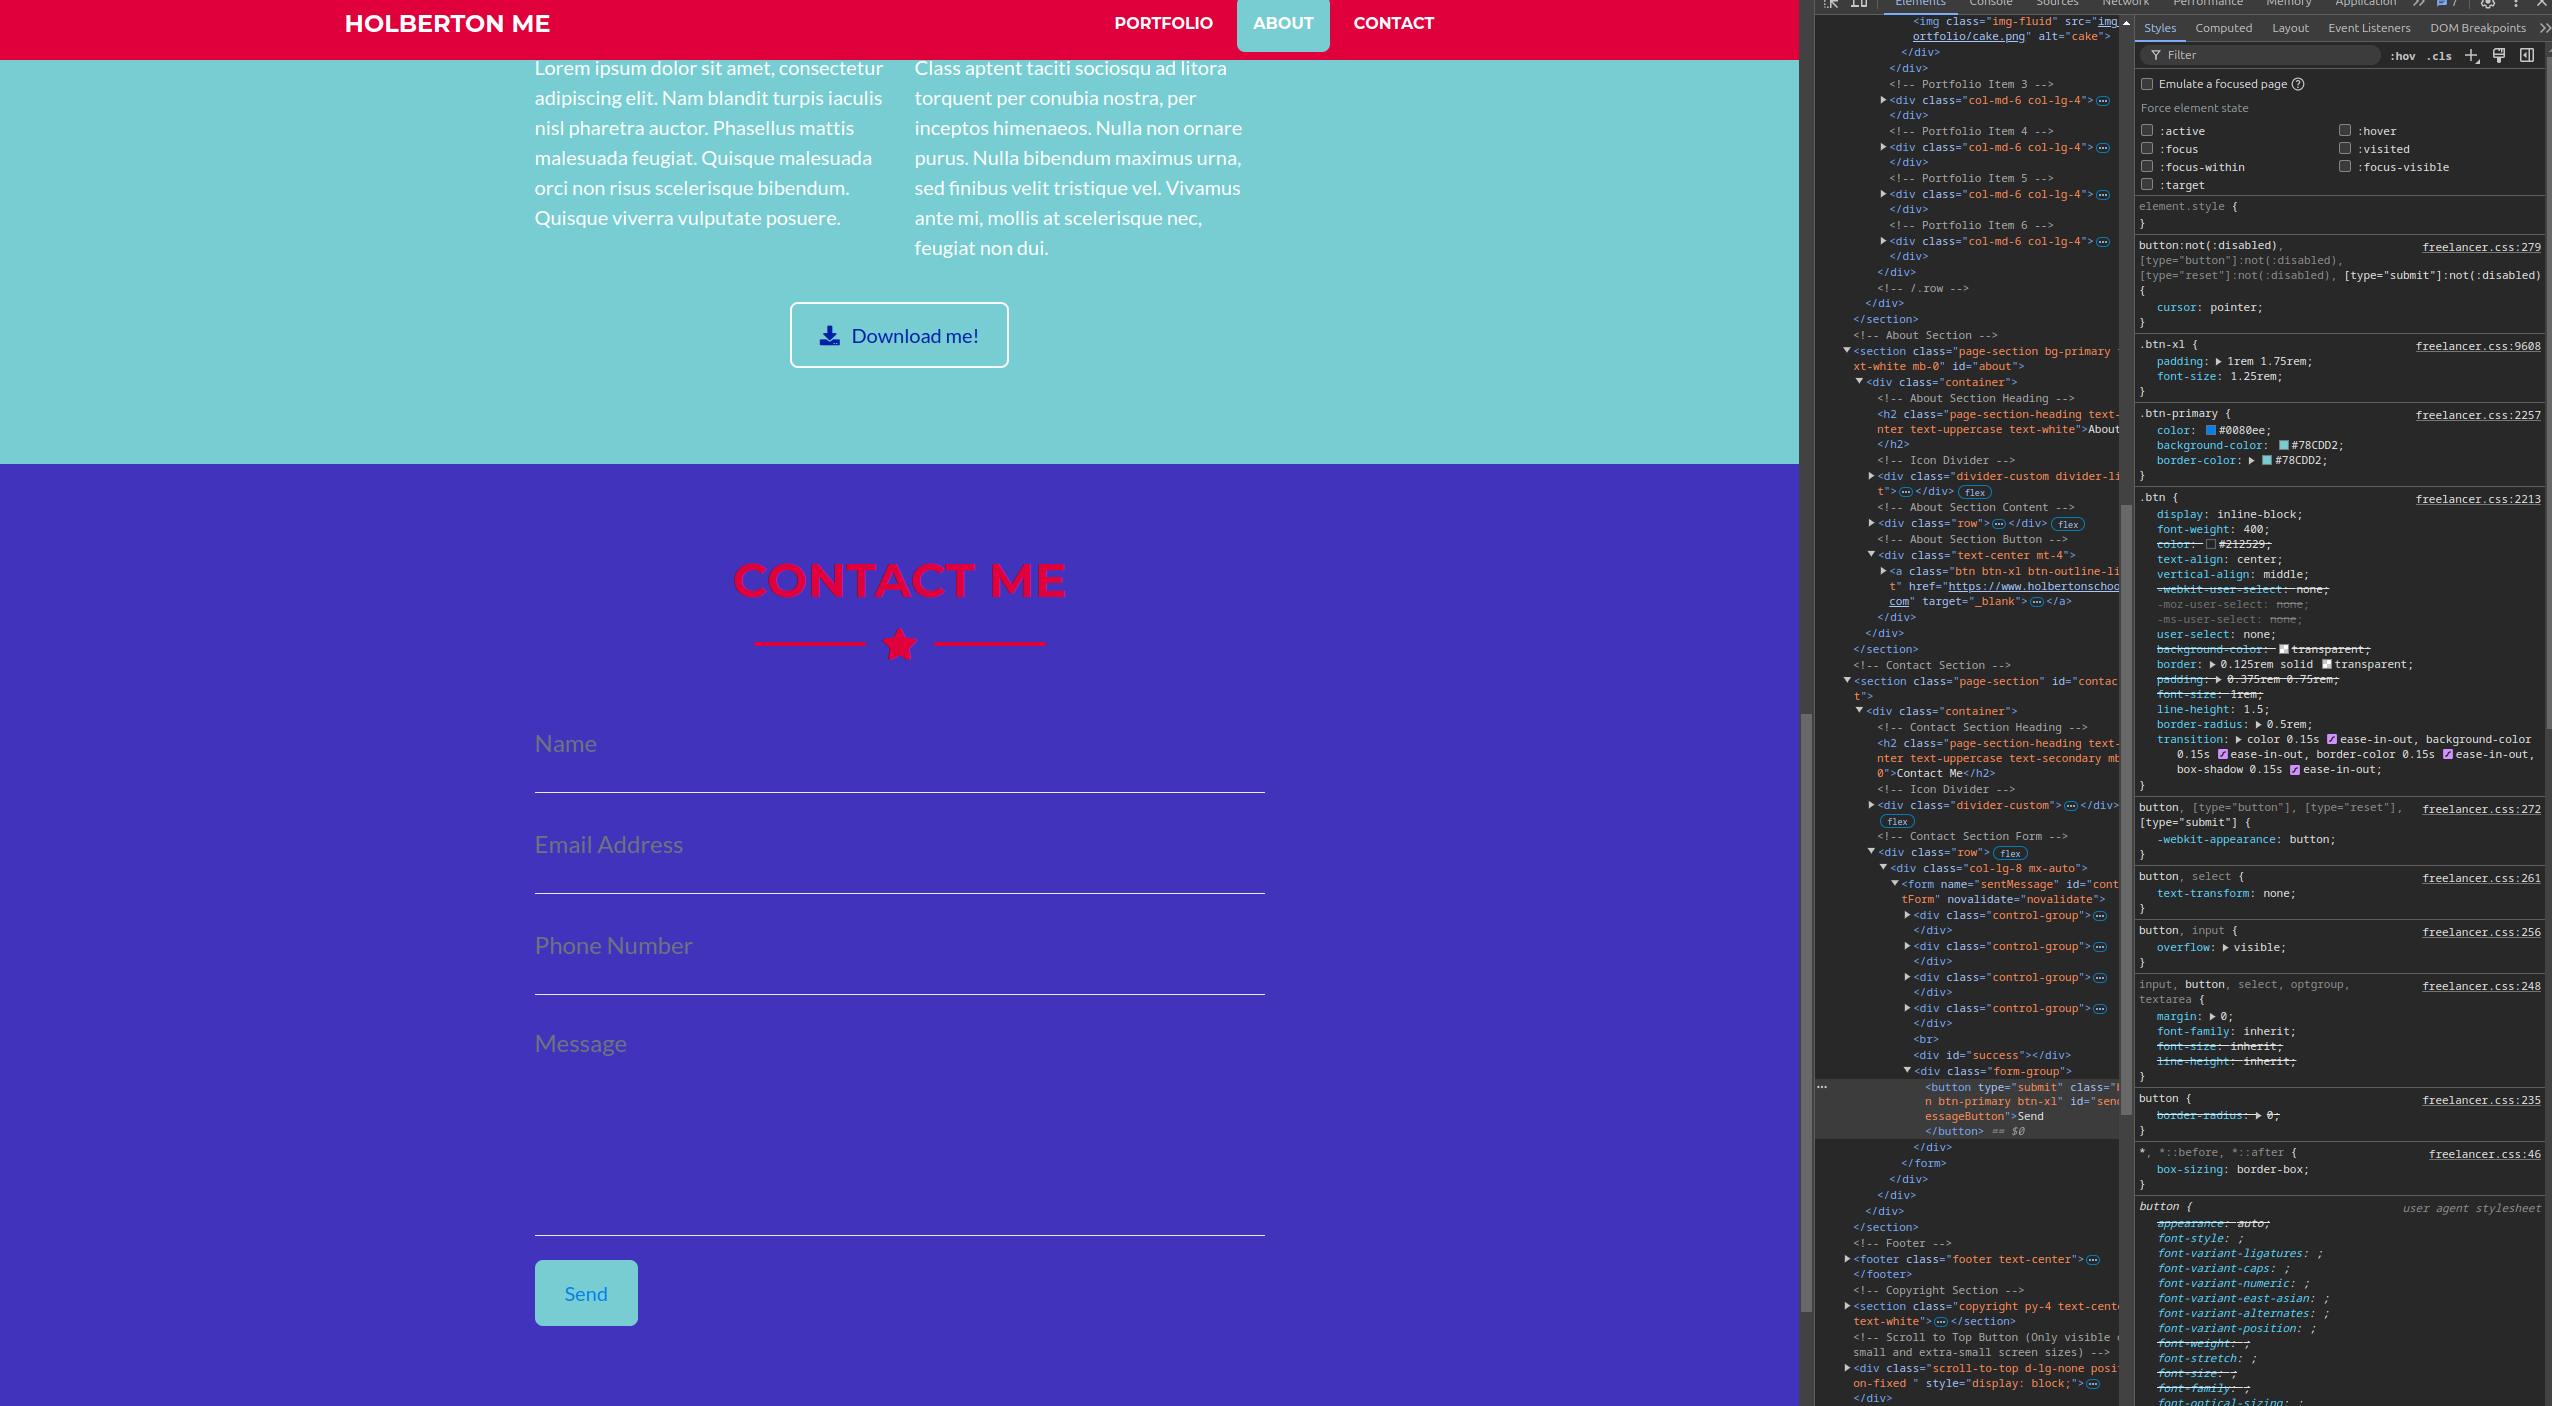 HOLBERTON ME
PORTFOLIO
ABOUT
CONTACT
Lorem ipsum dolor sit amet, consectetur
adipiscing elit. Nam blandit turpis iaculis
nisl pharetra auctor. Phasellus mattis
malesuada feugiat. Quisque malesuada
orci non risus scelerisque bibendum.
Quisque viverra vulputate posuere.
Class aptent taciti sociosqu ad litora
torquent per conubia nostra, per
inceptos himenaeos. Nulla non ornare
purus. Nulla bibendum maximus urna,
sed finibus velit tristique vel. Vivamus
ante mi, mollis at scelerisque nec,
feugiat non dui.
Download me!
CONTACT ME
Name
Email Address
Phone Number
Message
Send
Elements Console Sources Network Performance Memory Application 7
<img class="img-fluid" src="img
ortfolio/cake.png" alt="cake">
</div>
</div>
<!-- Portfolio Item 3 -->
<div class="col-md-6 col-lg-4">
</div>
<!-- Portfolio Item 4 -->
<div class="col-md-6 col-lg-4">
</div>
<!-- Portfolio Item 5 -->
<div class="col-md-6 col-lg-4">
</div>
<!-- Portfolio Item 6 -->
<div class="col-md-6 col-lg-4">
</div>
</div>
<!-- /.row -->
</div>
</section>
<!-- About Section -->
<section class="page-section bg-primary
xt-white mb-0" id="about">
<div class="container">
<!-- About Section Heading -->
<h2 class="page-section-heading text-
nter text-uppercase text-white">About
</h2>
<!-- Icon Divider -->
<div class="divider-custom divider-li
t"> </div> flex
<!-- About Section Content -->
<div class="row"> </div> flex
<!-- About Section Button -->
<div class="text-center mt-4">
<a class="btn btn-xl btn-outline-li
t" href="https://www.holbertonschoo
com" target="_blank"> </a>
</div>
</div>
</section>
<!-- Contact Section -->
<section class="page-section" id="contac
t">
<div class="container">
<!-- Contact Section Heading -->
<h2 class="page-section-heading text-
nter text-uppercase text-secondary mb
0">Contact Me</h2>
<!-- Icon Divider -->
<div class="divider-custom"> </div>
flex
<!-- Contact Section Form -->
<div class="row"> flex
<div class="col-lg-8 mx-auto">
<form name="sentMessage" id="cont
tForm" novalidate="novalidate">
<div class="control-group">
</div>
<div class="control-group">
</div>
<div class="control-group">
</div>
<div class="control-group">
</div>
<br>
<div id="success"></div>
<div class="form-group">
<button type="submit" class="b
n btn-primary btn-xl" id="sen
essageButton">Send
</button> == $0
</div>
</form>
</div>
</div>
</div>
</section>
<!-- Footer -->
<footer class="footer text-center">
</footer>
<!-- Copyright Section -->
<section class="copyright py-4 text-cent
text-white"> </section>
<!-- Scroll to Top Button (Only visible
small and extra-small screen sizes) -->
<div class="scroll-to-top d-lg-none posi
on-fixed " style="display: block;">
</div>
Styles Computed Layout Event Listeners DOM Breakpoints
Filter :hov .cls
Emulate a focused page
Force element state
:active :hover
:focus :visited
:focus-within :focus-visible
:target
element.style {
}
button:not(:disabled), freelancer.css:279
[type="button"]:not(:disabled),
[type="reset"]:not(:disabled), [type="submit"]:not(:disabled)
{
cursor: pointer;
}
.btn-xl { freelancer.css:9608
padding: 1rem 1.75rem;
font-size: 1.25rem;
}
.btn-primary { freelancer.css:2257
color: #0080ee;
background-color: #78CDD2;
border-color: #78CDD2;
}
.btn { freelancer.css:2213
display: inline-block;
font-weight: 400;
color: #212529;
text-align: center;
vertical-align: middle;
-webkit-user-select: none;
-moz-user-select: none;
-ms-user-select: none;
user-select: none;
background-color: transparent;
border: 0.125rem solid transparent;
padding: 0.375rem 0.75rem;
font-size: 1rem;
line-height: 1.5;
border-radius: 0.5rem;
transition: color 0.15s ease-in-out, background-color
0.15s ease-in-out, border-color 0.15s ease-in-out,
box-shadow 0.15s ease-in-out;
}
button, [type="button"], [type="reset"], freelancer.css:272
[type="submit"] {
-webkit-appearance: button;
}
button, select { freelancer.css:261
text-transform: none;
}
button, input { freelancer.css:256
overflow: visible;
}
input, button, select, optgroup, freelancer.css:248
textarea {
margin: 0;
font-family: inherit;
font-size: inherit;
line-height: inherit;
}
button { freelancer.css:235
border-radius: 0;
}
*, *::before, *::after { freelancer.css:46
box-sizing: border-box;
}
button { user agent stylesheet
appearance: auto;
font-style: ;
font-variant-ligatures: ;
font-variant-caps: ;
font-variant-numeric: ;
font-variant-east-asian: ;
font-variant-alternates: ;
font-variant-position: ;
font-weight: ;
font-stretch: ;
font-size: ;
font-family: ;
font-optical-sizing: ;